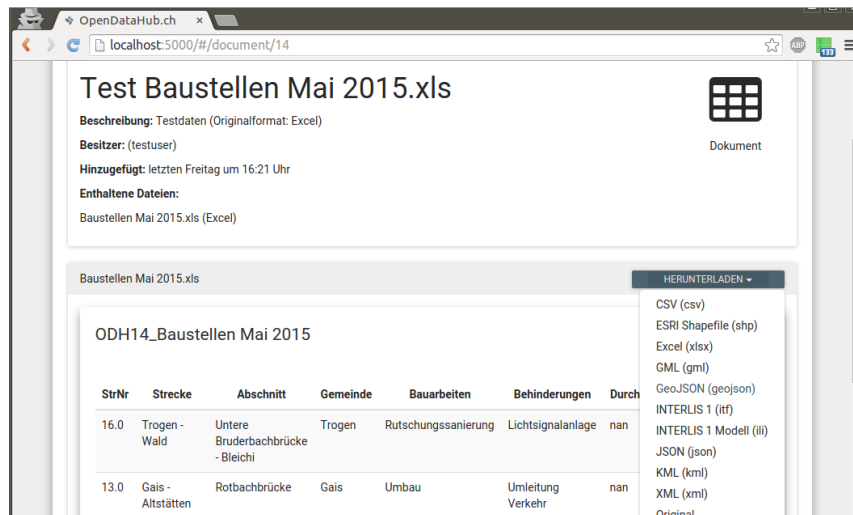 OpenDataHub.ch ×
localhost:5000/#/document/14
ABP
133
Test Baustellen Mai 2015.xls
Beschreibung: Testdaten (Originalformat: Excel)
Besitzer: (testuser)
Dokument
Hinzugefügt: letzten Freitag um 16:21 Uhr
Enthaltene Dateien:
Baustellen Mai 2015.xls (Excel)
Baustellen Mai 2015.xls
HERUNTERLADEN
CSV (csv)
ESRI Shapefile (shp)
Excel (xlsx)
GML (gml)
GeoJSON (geojson)
INTERLIS 1 (itf)
INTERLIS 1 Modell (ili)
JSON (json)
KML (kml)
XML (xml)
Original
ODH14_Baustellen Mai 2015
StrNr Strecke Abschnitt Gemeinde Bauarbeiten Behinderungen Durch
16.0 Trogen - Untere Trogen Rutschungssanierung Lichtsignalanlage nan
Wald Bruderbachbrücke
- Bleichi
13.0 Gais - Rotbachbrücke Gais Umbau Umleitung nan
Altstätten Verkehr